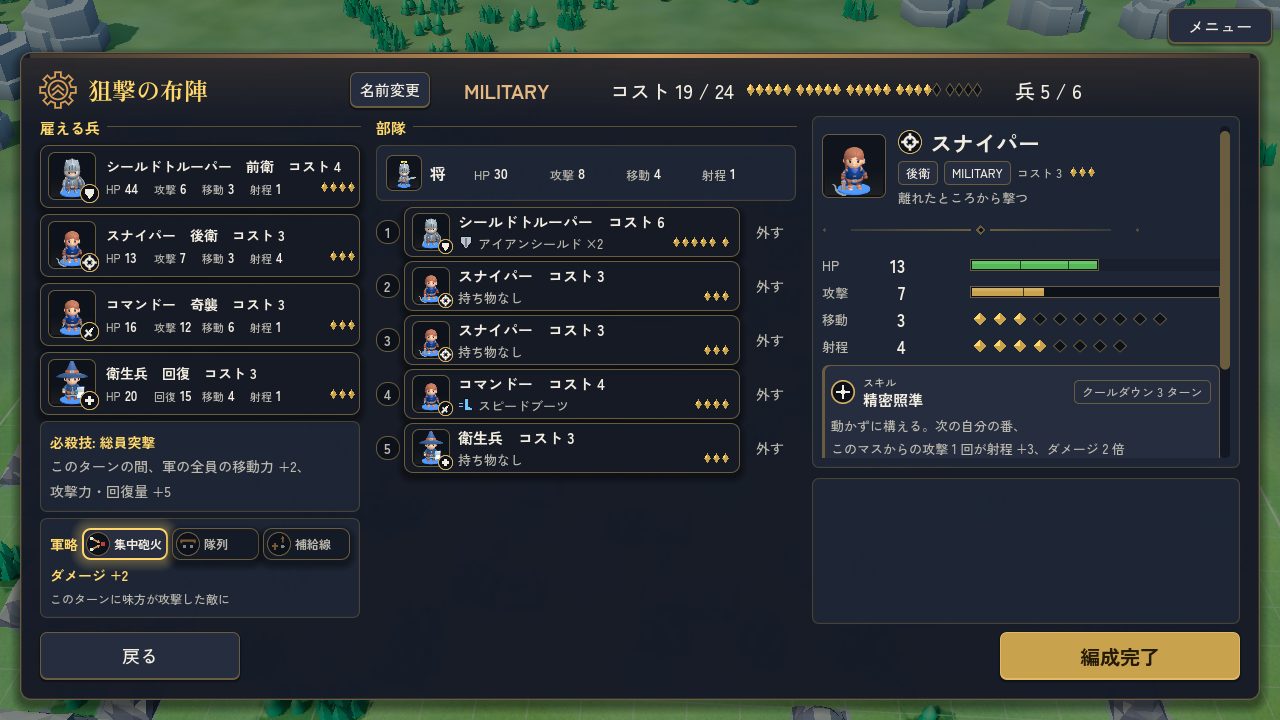 メニュー
狙撃の布陣
名前変更
MILITARY
コスト 19 / 24
兵 5 / 6
雇える兵
シールドトルーパー 前衛 コスト 4
HP 44 攻撃 6 移動 3 射程 1
スナイパー 後衛 コスト 3
HP 13 攻撃 7 移動 3 射程 4
コマンドー 奇襲 コスト 3
HP 16 攻撃 12 移動 6 射程 1
衛生兵 回復 コスト 3
HP 20 回復 15 移動 4 射程 1
必殺技: 総員突撃
このターンの間、軍の全員の移動力 +2、
攻撃力・回復量 +5
軍略 集中砲火 隊列 補給線
ダメージ +2
このターンに味方が攻撃した敵に
戻る
部隊
将 HP 30 攻撃 8 移動 4 射程 1
1 シールドトルーパー コスト 6
アイアンシールド ×2
外す
2 スナイパー コスト 3
持ち物なし
外す
3 スナイパー コスト 3
持ち物なし
外す
4 コマンドー コスト 4
スピードブーツ
外す
5 衛生兵 コスト 3
持ち物なし
外す
スナイパー
後衛 MILITARY コスト 3
離れたところから撃つ
HP 13
攻撃 7
移動 3
射程 4
スキル
精密照準
クールダウン 3 ターン
動かずに構える。次の自分の番、
このマスからの攻撃 1 回が射程 +3、ダメージ 2 倍
編成完了